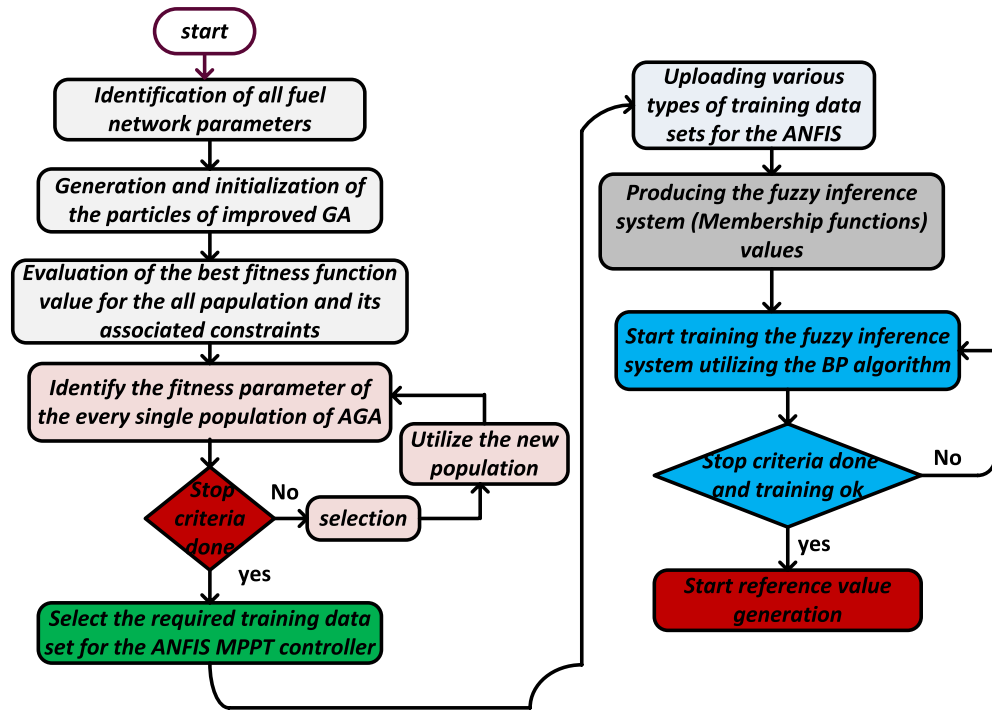 start
Identification of all fuel
network parameters
Generation and initialization of
the particles of improved GA
Evaluation of the best fitness function
value for the all papulation and its
associated constraints
Identify the fitness parameter of
the every single population of AGA
Utilize the new
population
Stop
criteria
done
No
selection
yes
Select the required training data
set for the ANFIS MPPT controller
Uploading various
types of training data
sets for the ANFIS
Producing the fuzzy inference
system (Membership functions)
values
Start training the fuzzy inference
system utilizing the BP algorithm
Stop criteria done
and training ok
No
yes
Start reference value
generation